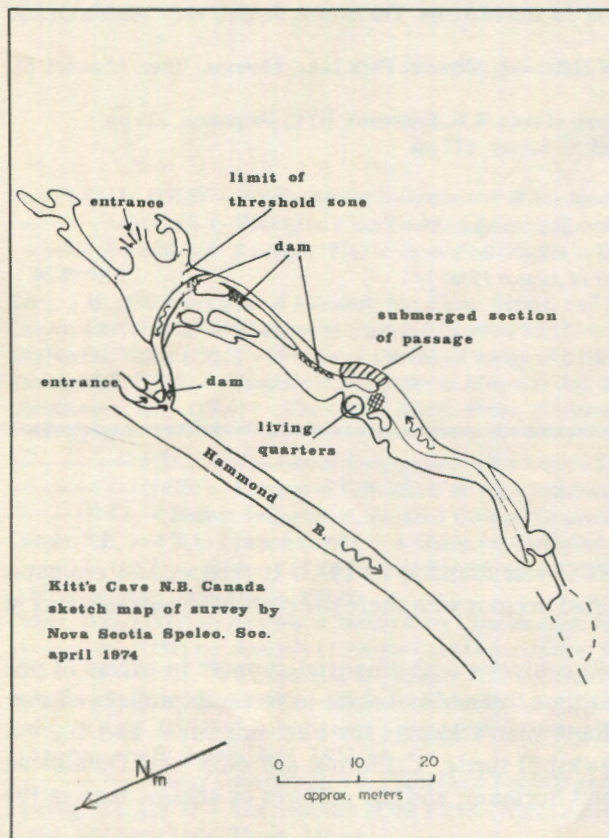 limit of
threshold zone
entrance
dam
submerged section
of passage
entrance
dam
living
quarters
Hammond R.
Kitt's Cave N.B. Canada
sketch map of survey by
Nova Scotia Speleo. Soc.
april 1974
Nm
0 10 20
approx. meters